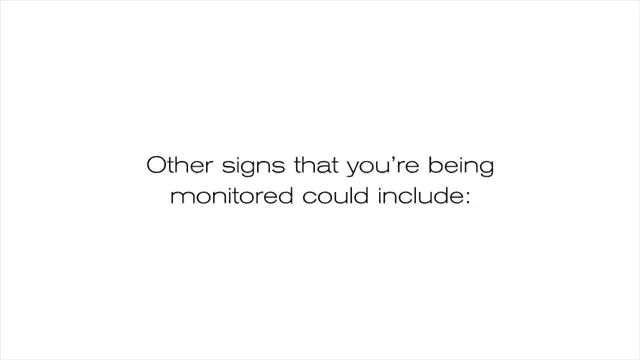 Other signs that you're being
monitored could include: